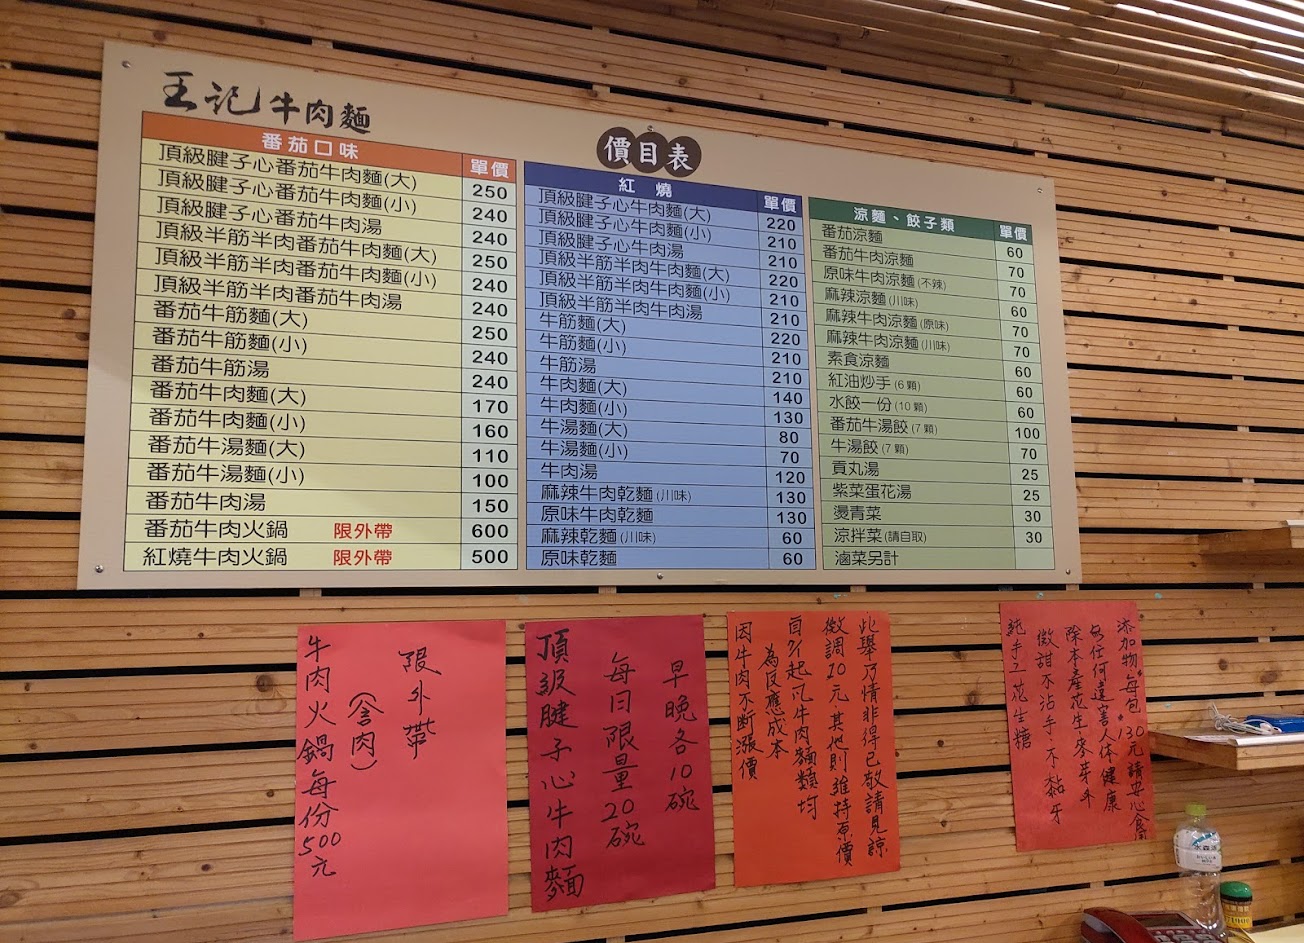 王記牛肉麵
價目表
番茄口味 單價
頂級腱子心番茄牛肉麵(大) 250
頂級腱子心番茄牛肉麵(小) 240
頂級腱子心番茄牛肉湯 240
頂級半筋半肉番茄牛肉麵(大) 250
頂級半筋半肉番茄牛肉麵(小) 240
頂級半筋半肉番茄牛肉湯 240
番茄牛筋麵(大) 250
番茄牛筋麵(小) 240
番茄牛筋湯 240
番茄牛肉麵(大) 170
番茄牛肉麵(小) 160
番茄牛湯麵(大) 110
番茄牛湯麵(小) 100
番茄牛肉湯 150
番茄牛肉火鍋 限外帶 600
紅燒牛肉火鍋 限外帶 500
紅燒 單價
頂級腱子心牛肉麵(大) 220
頂級腱子心牛肉麵(小) 210
頂級腱子心牛肉湯 210
頂級半筋半肉牛肉麵(大) 220
頂級半筋半肉牛肉麵(小) 210
頂級半筋半肉牛肉湯 210
牛筋麵(大) 220
牛筋麵(小) 210
牛筋湯 210
牛肉麵(大) 140
牛肉麵(小) 130
牛湯麵(大) 80
牛湯麵(小) 70
牛肉湯 120
麻辣牛肉乾麵(川味) 130
原味牛肉乾麵 130
麻辣乾麵(川味) 60
原味乾麵 60
涼麵、餃子類 單價
番茄涼麵 60
番茄牛肉涼麵 70
原味牛肉涼麵(不辣) 70
麻辣涼麵(川味) 60
麻辣牛肉涼麵(原味) 70
麻辣牛肉涼麵(川味) 70
素食涼麵 60
紅油炒手(6顆) 60
水餃一份(10顆) 60
番茄牛湯餃(7顆) 100
牛湯餃(7顆) 70
貢丸湯 25
紫菜蛋花湯 25
燙青菜 30
涼拌菜(請自取) 30
滷菜另計
牛肉火鍋每份500元
(含肉)
限外帶
頂級腱子心牛肉麵
每日限量20碗
早晚各10碗
因牛肉不斷漲價
為反應成本
自9/1起凡牛肉麵類均
微調10元.其他則維持原價
此舉乃情非得已敬請見諒
純手工花生糖
微甜不沾手.不黏牙
除本產花生.麥芽外
無任何違害人体健康
添加物.每包.130元請安心食用